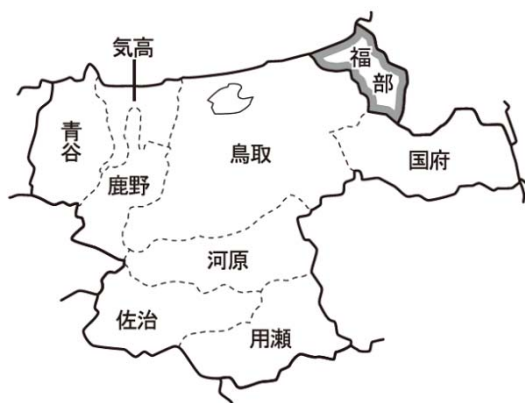 気高
福部
青谷
鳥取
国府
鹿野
河原
佐治
用瀬